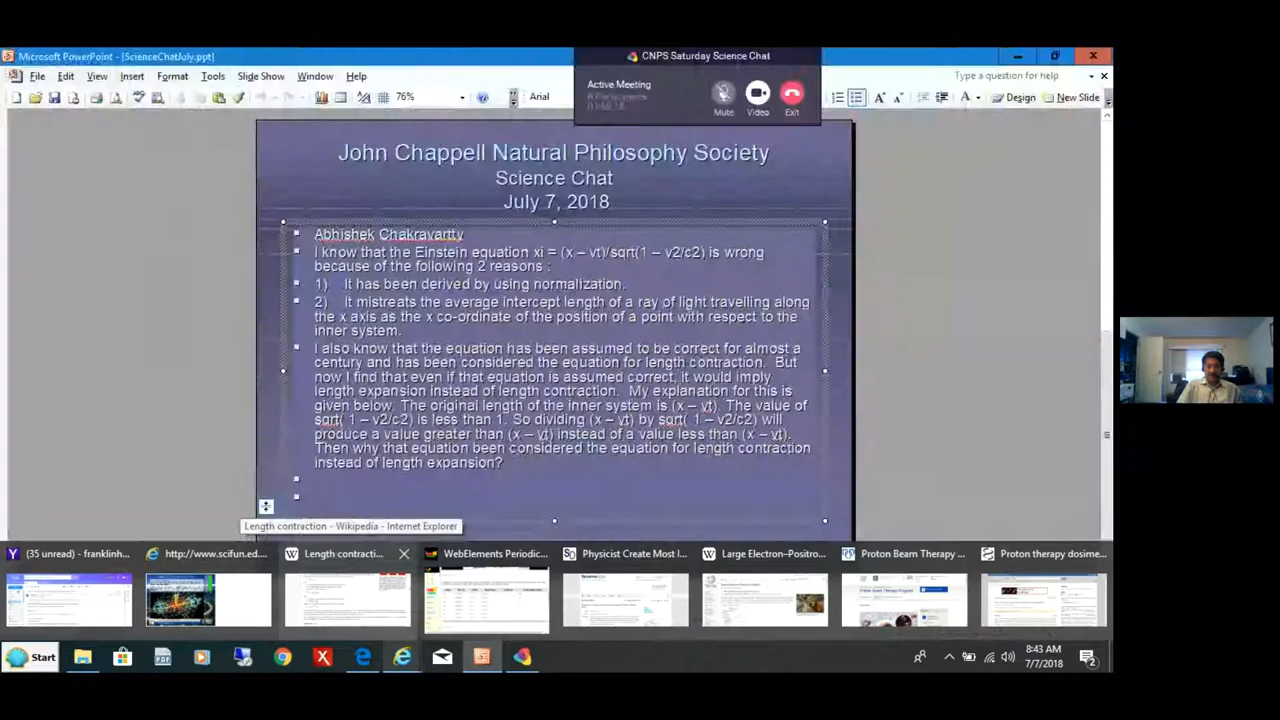 Microsoft PowerPoint - [ScienceChatJuly.ppt]
CNPS Saturday Science Chat
File Edit View Insert Format Tools Slide Show Window Help
Type a question for help
Active Meeting
Mute Video Exit
76%
Arial
Design New Slide
John Chappell Natural Philosophy Society
Science Chat
July 7, 2018
Abhishek Chakravartty
I know that the Einstein equation xi = (x – vt)/sqrt(1 – v2/c2) is wrong
because of the following 2 reasons :
1) It has been derived by using normalization.
2) It mistreats the average intercept length of a ray of light travelling along
the x axis as the x co-ordinate of the position of a point with respect to the
inner system.
I also know that the equation has been assumed to be correct for almost a
century and has been considered the equation for length contraction. But
now I find that even if that equation is assumed correct, it would imply
length expansion instead of length contraction. My explanation for this is
given below. The original length of the inner system is (x – vt). The value of
sqrt( 1 – v2/c2) is less than 1. So dividing (x – vt) by sqrt( 1 – v2/c2) will
produce a value greater than (x – vt) instead of a value less than (x – vt).
Then why that equation been considered the equation for length contraction
instead of length expansion?
Length contraction - Wikipedia - Internet Explorer
(35 unread) - franklinh...
http://www.scifun.ed...
Length contracti...
WebElements Periodic...
Physicist Create Most I...
Large Electron–Positro...
Proton Beam Therapy ...
Proton therapy dosime...
Start
8:43 AM
7/7/2018
2